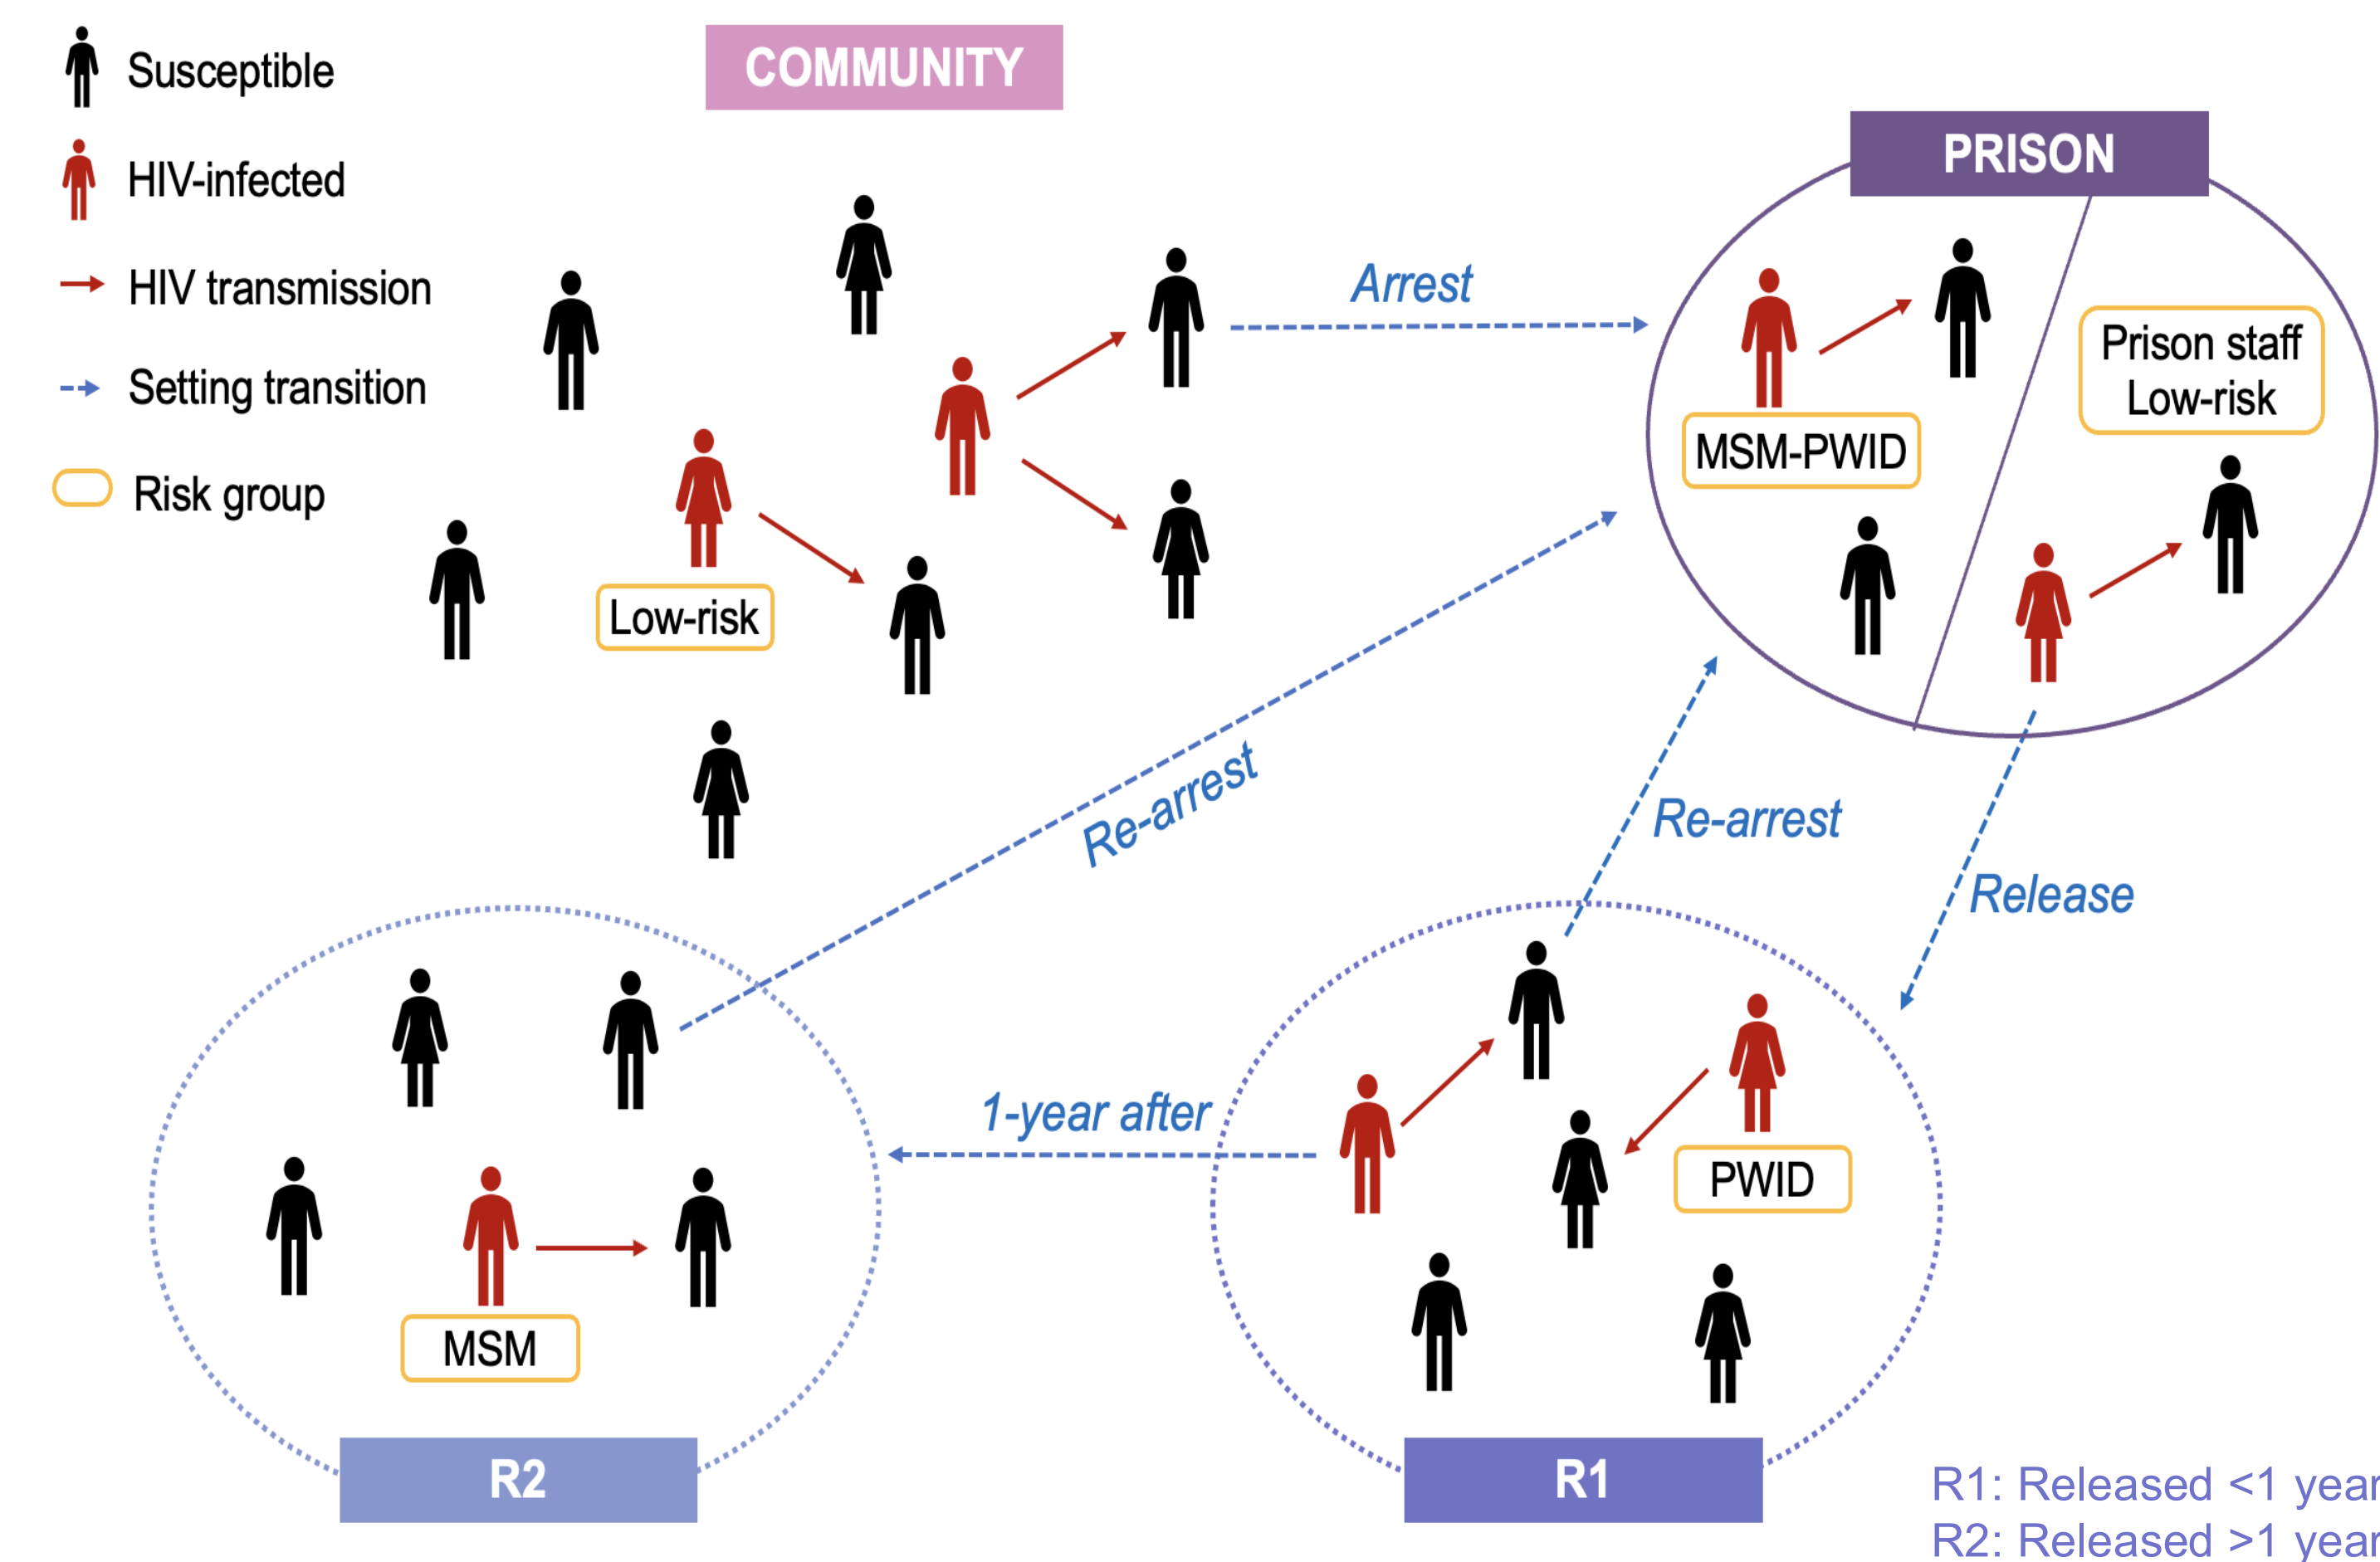 Susceptible
HIV-infected
HIV transmission
Setting transition
Risk group
COMMUNITY
PRISON
Arrest
Prison staff
Low-risk
MSM-PWID
Low-risk
Re-arrest
Re-arrest
Release
1-year after
PWID
MSM
R2
R1
R1: Released <1 year
R2: Released >1 year